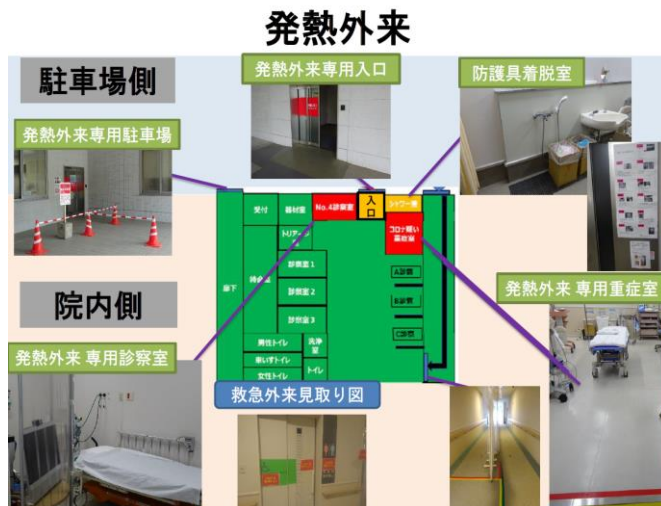 発熱外来
駐車場側
発熱外来専用入口
防護具着脱室
発熱外来専用駐車場
受付
器材室
No.4診察室
入口
シャワー室
コロナ疑い
重症室
廊下
待合室
診察室1
診察室2
診察室3
A診察
B診察
C診察
院内側
発熱外来 専用重症室
発熱外来 専用診察室
男性トイレ
洗浄室
車いすトイレ
トイレ
女性トイレ
救急外来見取り図